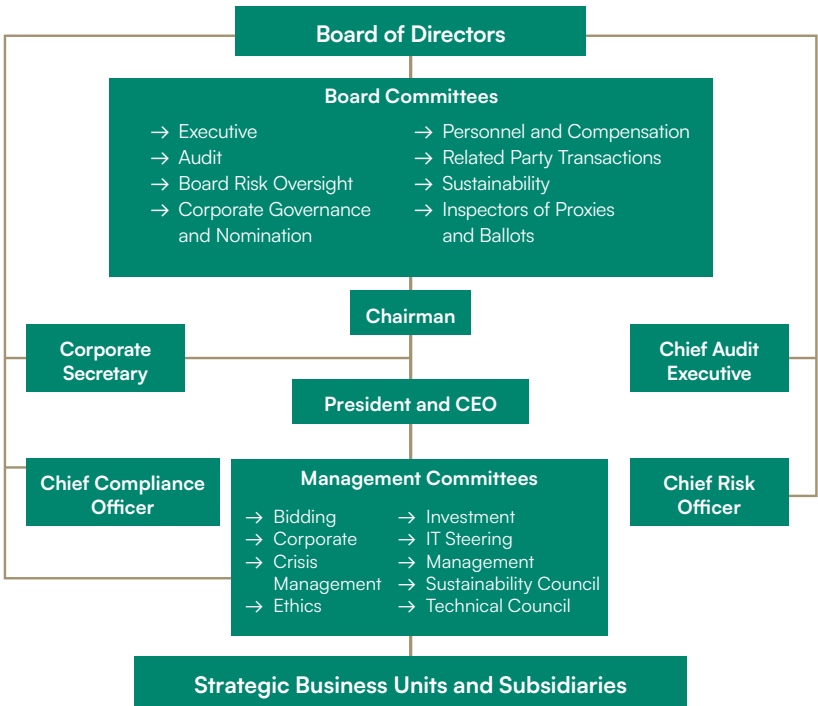 Board of Directors
Board Committees
→ Executive
→ Audit
→ Board Risk Oversight
→ Corporate Governance
and Nomination
→ Personnel and Compensation
→ Related Party Transactions
→ Sustainability
→ Inspectors of Proxies
and Ballots
Chairman
Corporate
Secretary
Chief Audit
Executive
President and CEO
Chief Compliance
Officer
Management Committees
→ Bidding
→ Corporate
→ Crisis
Management
→ Ethics
→ Investment
→ IT Steering
→ Management
→ Sustainability Council
→ Technical Council
Chief Risk
Officer
Strategic Business Units and Subsidiaries